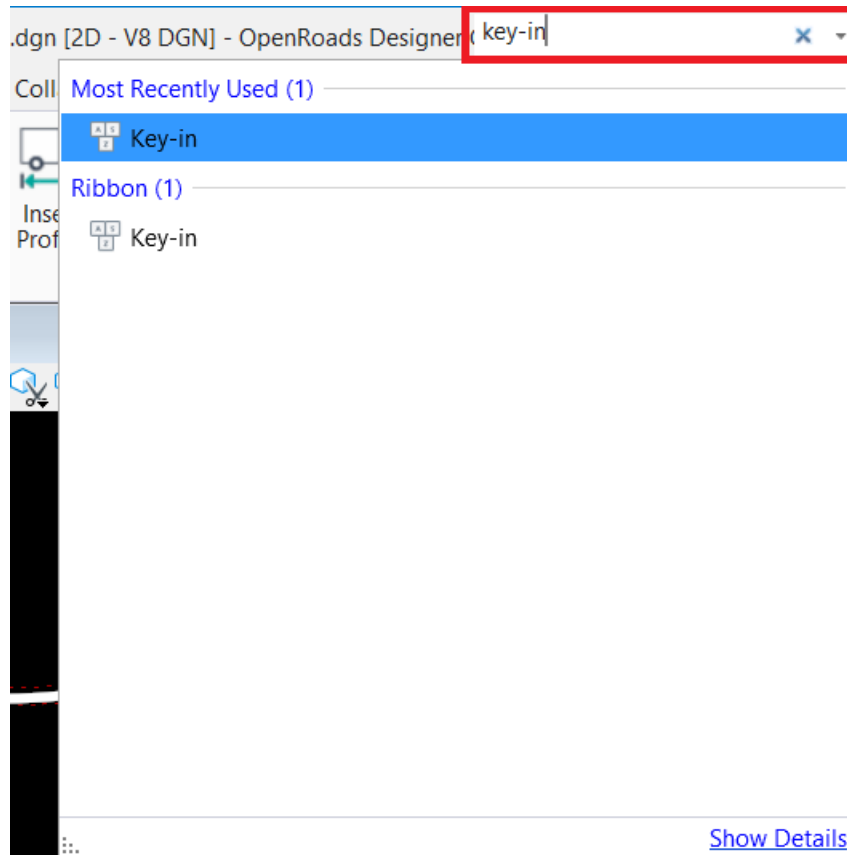 .dgn [2D - V8 DGN] - OpenRoads Designer
key-in
Coll
Most Recently Used (1)
Key-in
Ribbon (1)
Inse
Prof
Key-in
Show Details